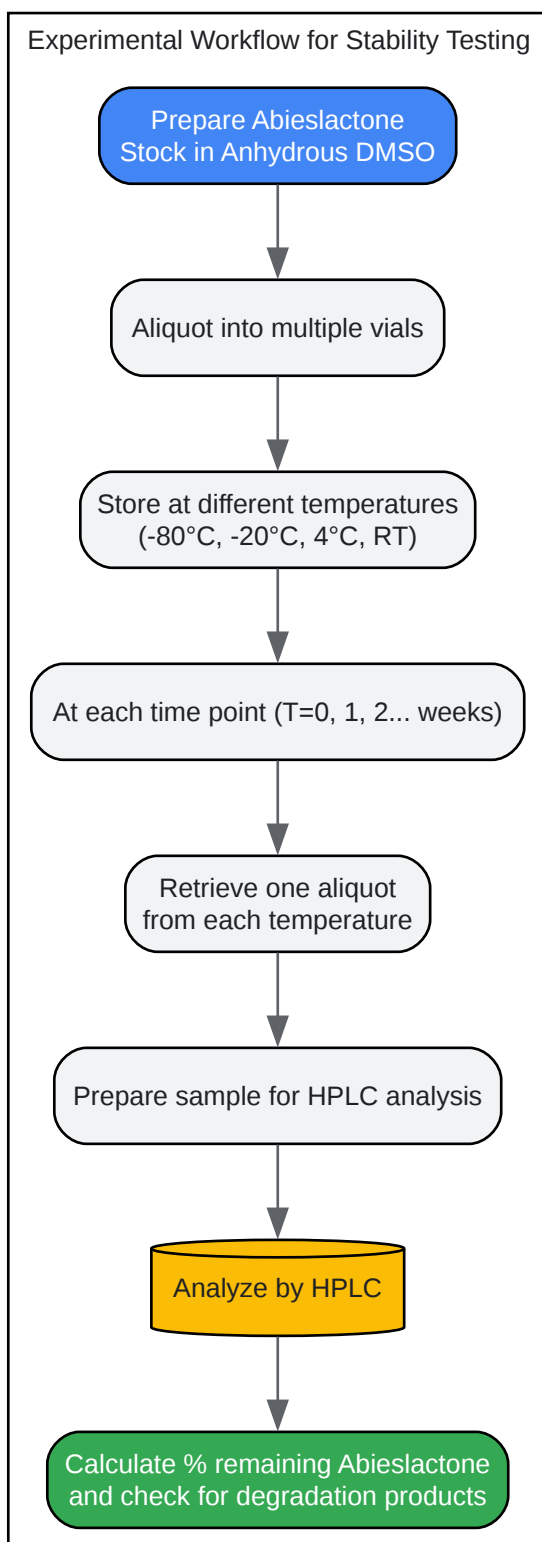 Experimental Workflow for Stability Testing
Prepare Abieslactone
Stock in Anhydrous DMSO
Aliquot into multiple vials
Store at different temperatures
(-80°C, -20°C, 4°C, RT)
At each time point (T=0, 1, 2... weeks)
Retrieve one aliquot
from each temperature
Prepare sample for HPLC analysis
Analyze by HPLC
Calculate % remaining Abieslactone
and check for degradation products